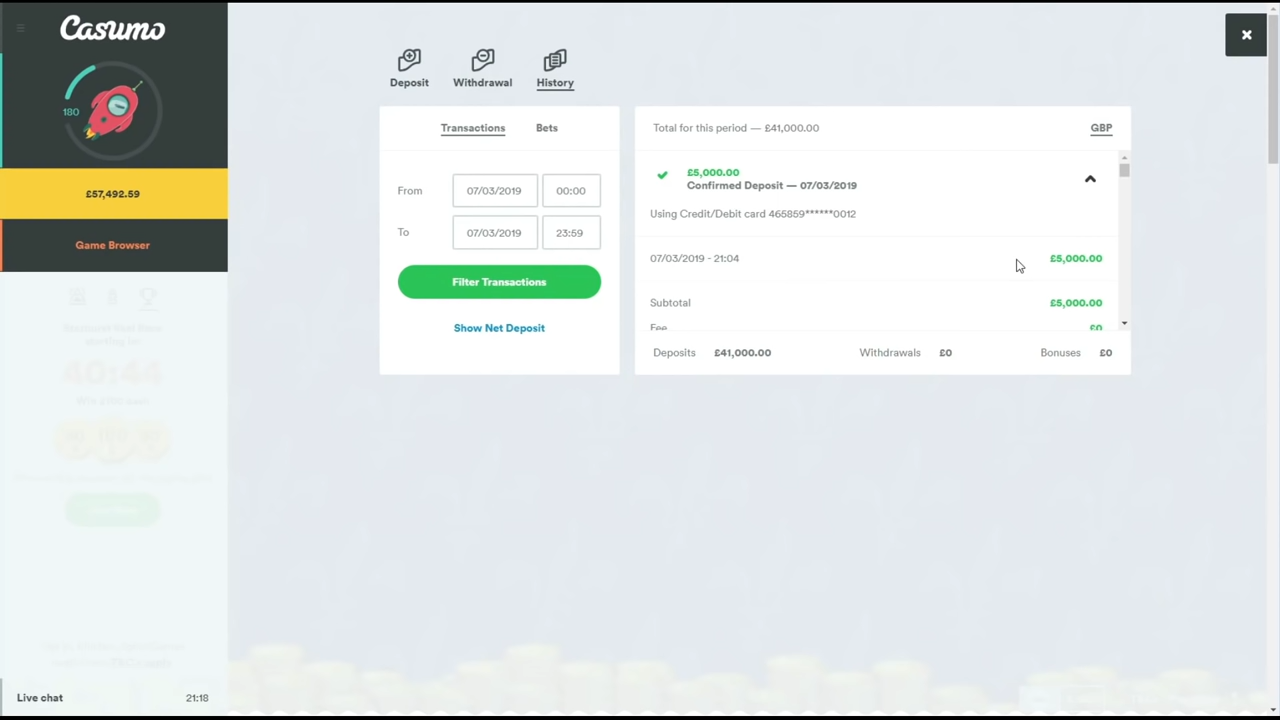 Casumo
180
£57,492.59
Game Browser
40:44
Live chat
21:18
Deposit
Withdrawal
History
Transactions
Bets
From
07/03/2019
00:00
To
07/03/2019
23:59
Filter Transactions
Show Net Deposit
Total for this period — £41,000.00
GBP
£5,000.00
Confirmed Deposit — 07/03/2019
Using Credit/Debit card 465859******0012
07/03/2019 - 21:04
£5,000.00
Subtotal
£5,000.00
Fee
£0
Deposits
£41,000.00
Withdrawals
£0
Bonuses
£0